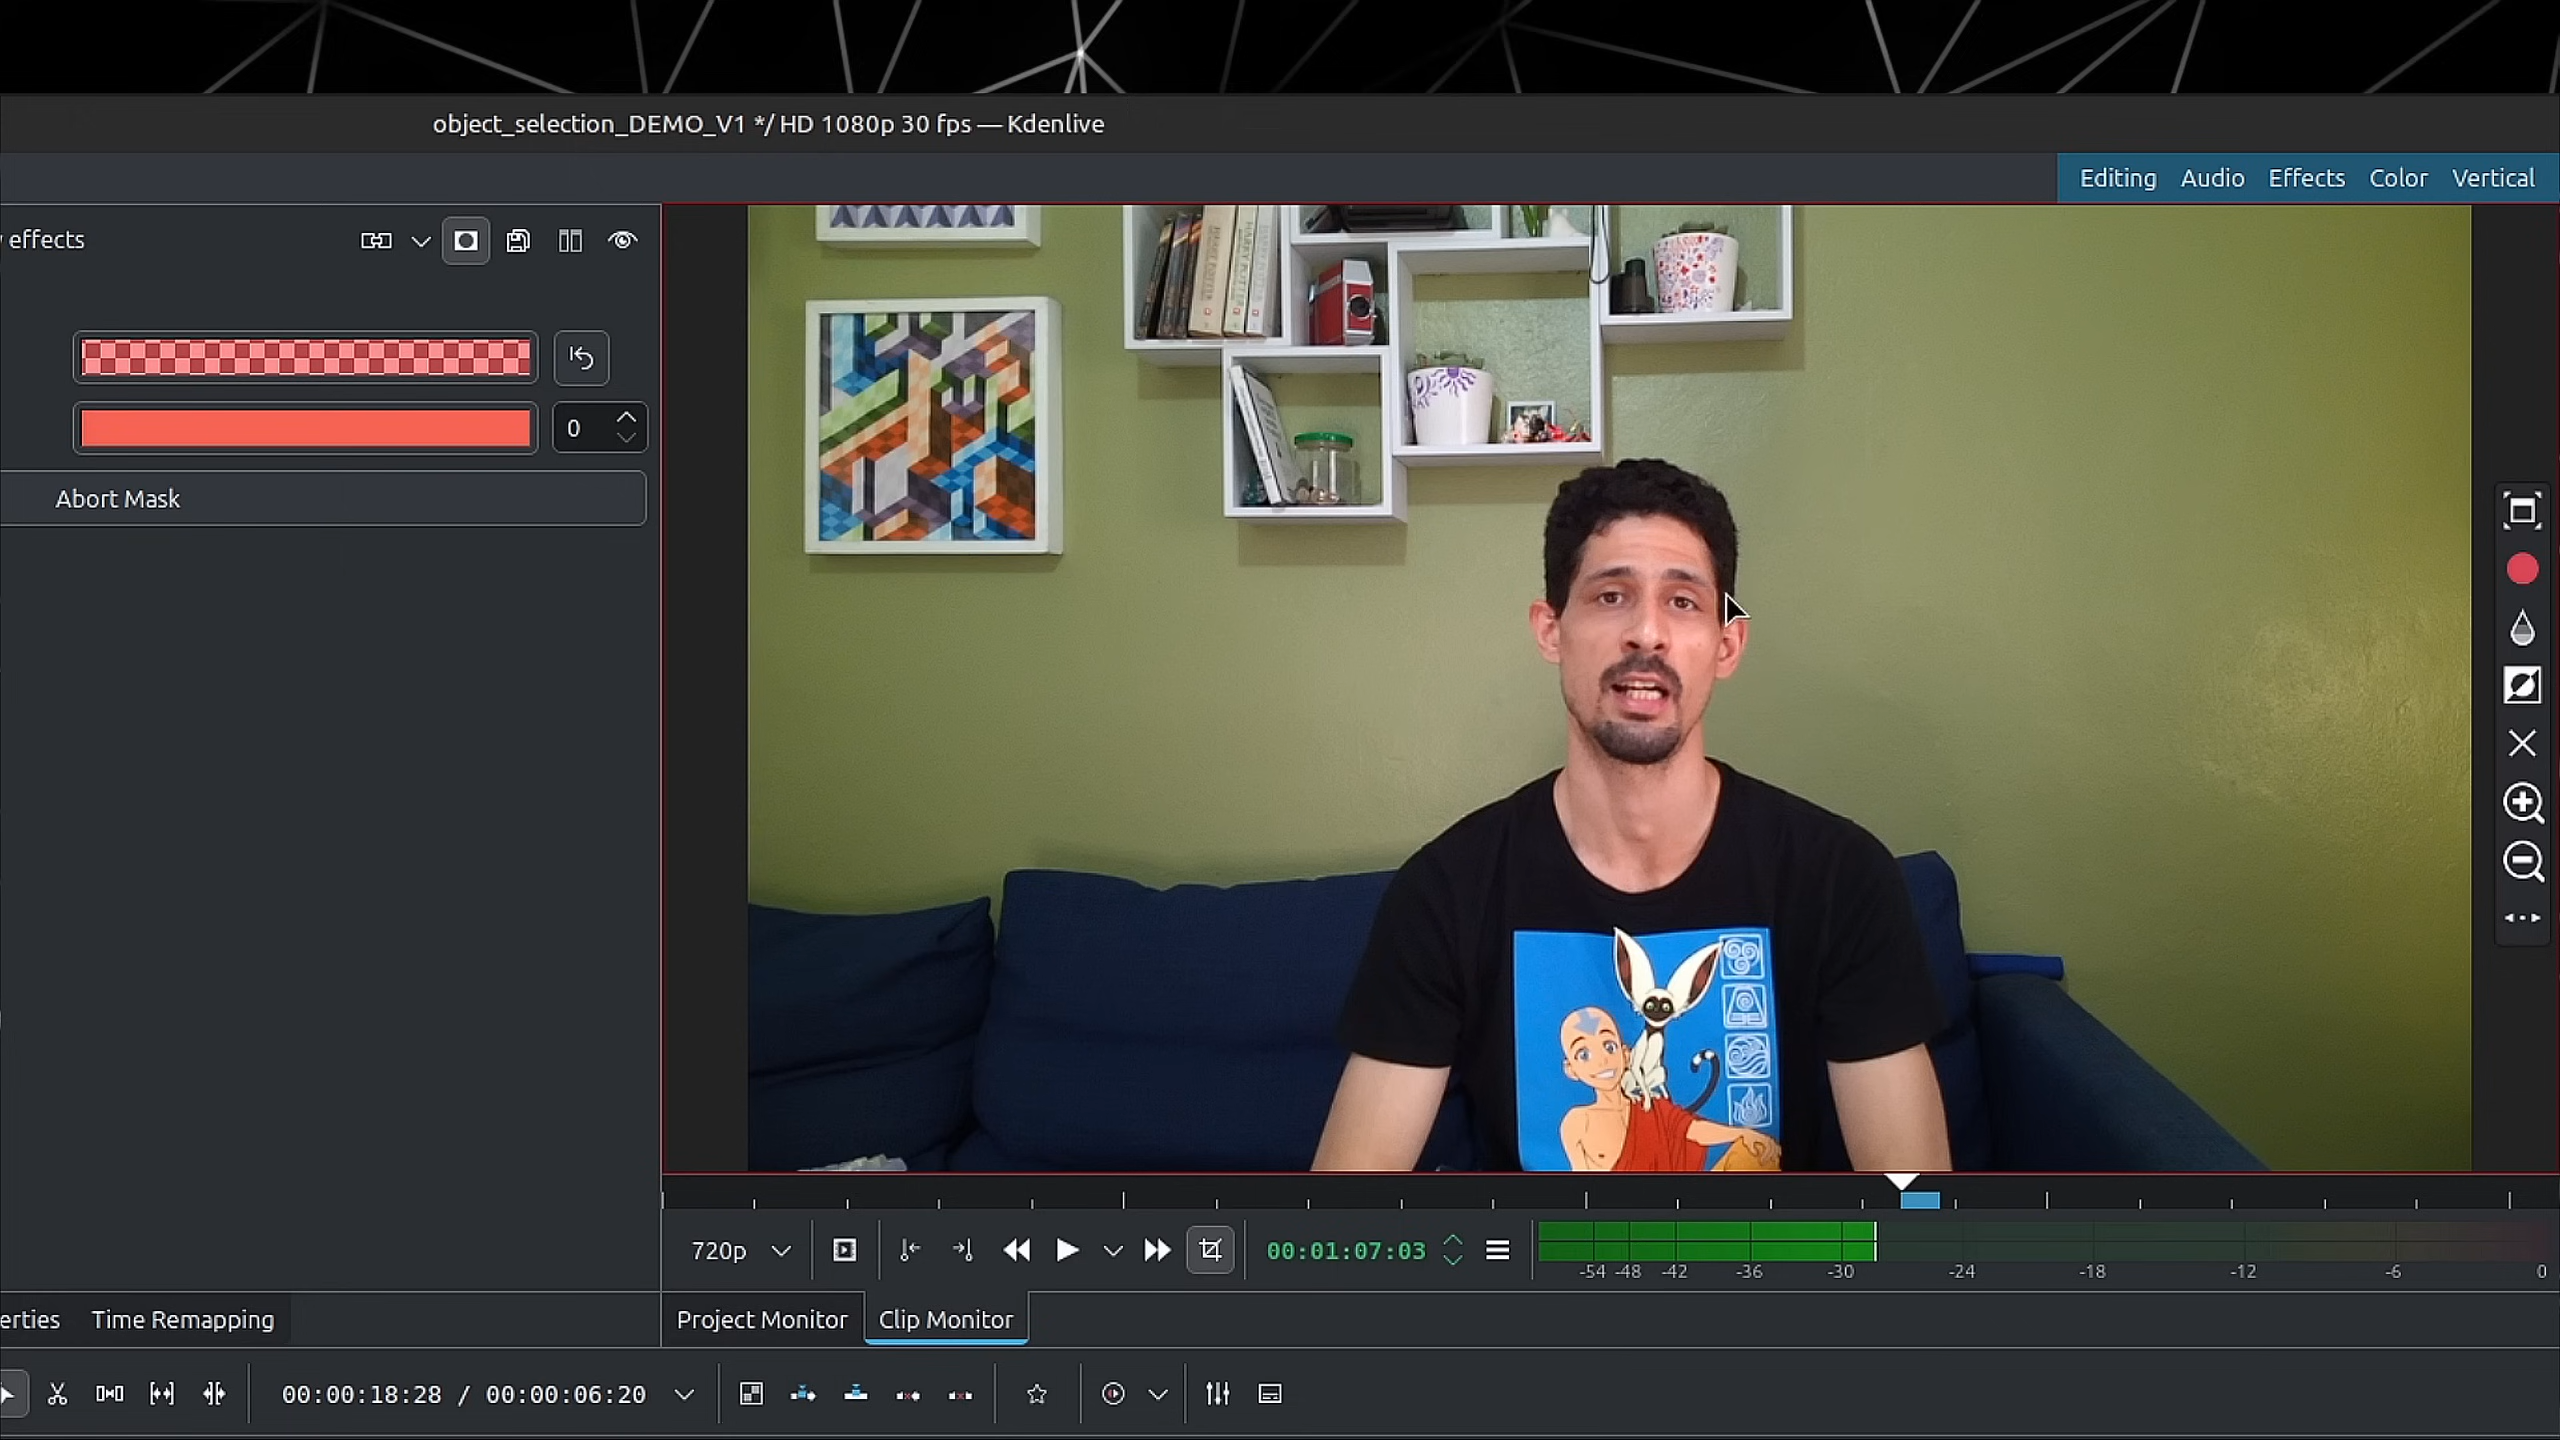 object_selection_DEMO_V1 */ HD 1080p 30 fps — Kdenlive
Editing Audio Effects Color Vertical
effects
0
Abort Mask
HARRY POTTER
720p
00:01:07:03
-54 -48 -42 -36 -30 -24 -18 -12 -6 0
erties Time Remapping
Project Monitor Clip Monitor
00:00:18:28 / 00:00:06:20